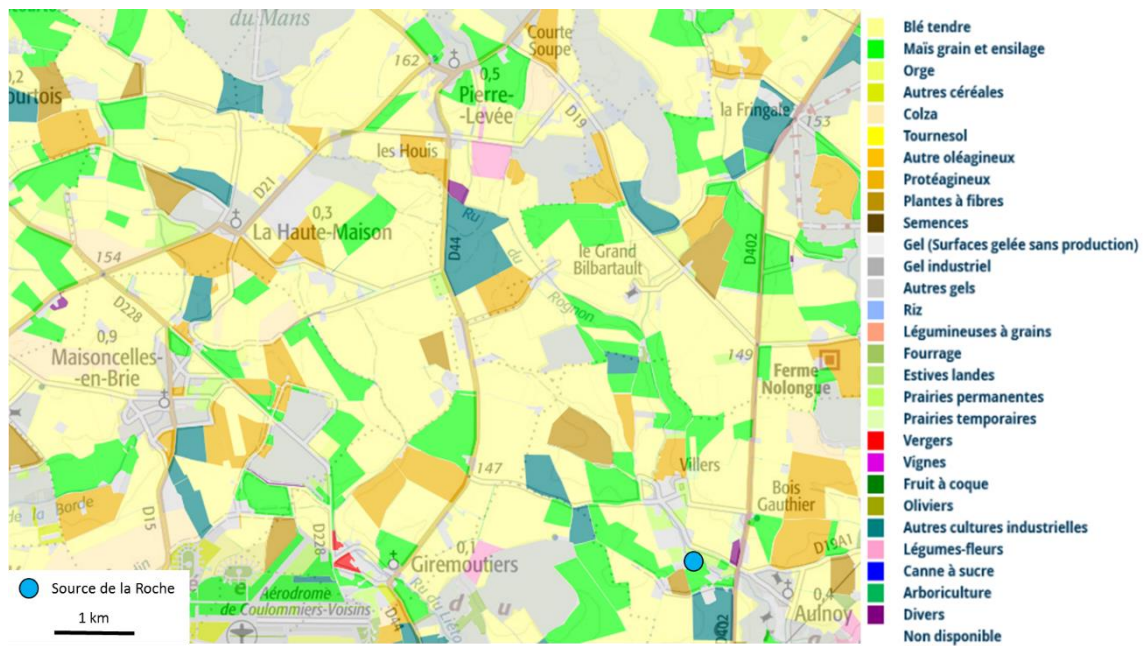 du Mans
Courte
Soupe
162
0,5
Pierre-
-Levée
D19
la Fringale
153
0,2
ourtois
les Houis
D21
0,3
La Haute-Maison
D44
Ru
du
Rognon
le Grand
Bilbartault
D402
154
D228
0,9
Maisoncelles-
-en-Brie
149
Ferme
Nolongue
147
Villers
Bois
Gauthier
de la Borde
D15
D228
0,1
Giremoutiers
D19A1
Aérodrome
de Coulommiers-Voisins
Ru du Liéto
d u
D44
D402
0,4
Aulnoy
Source de la Roche
1 km
Blé tendre
Maïs grain et ensilage
Orge
Autres céréales
Colza
Tournesol
Autre oléagineux
Protéagineux
Plantes à fibres
Semences
Gel (Surfaces gelée sans production)
Gel industriel
Autres gels
Riz
Légumineuses à grains
Fourrage
Estives landes
Prairies permanentes
Prairies temporaires
Vergers
Vignes
Fruit à coque
Oliviers
Autres cultures industrielles
Légumes-fleurs
Canne à sucre
Arboriculture
Divers
Non disponible